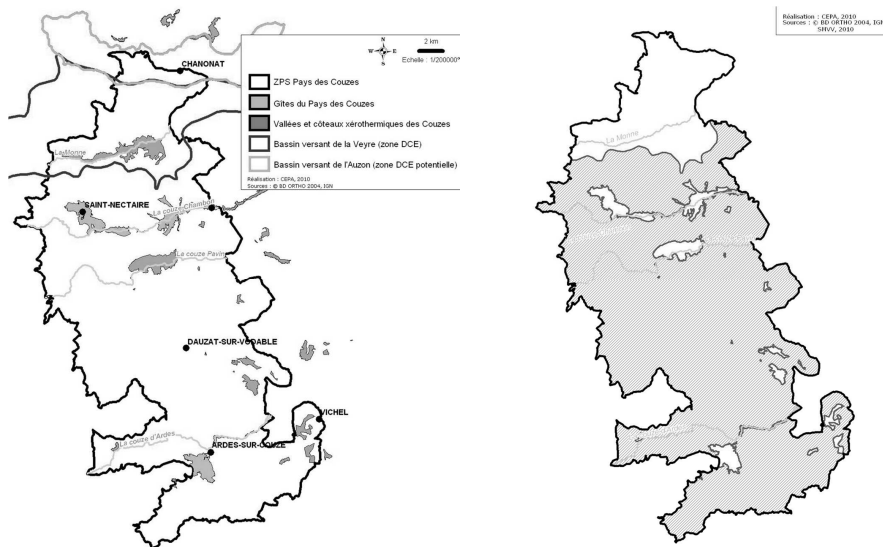 CHANONAT
N
W E
S
2 km
Echelle : 1/200000°
ZPS Pays des Couzes
Gîtes du Pays des Couzes
Vallées et côteaux xérothermiques des Couzes
Bassin versant de la Veyre (zone DCE)
Bassin versant de l'Auzon (zone DCE potentielle)
Réalisation : CEPA, 2010
Sources : © BD ORTHO 2004, IGN
La Monne
SAINT-NECTAIRE
La couze Chambon
La couze Pavin
DAUZAT-SUR-VODABLE
VICHEL
La couze d'Ardes
ARDES-SUR-COUZE
Réalisation : CEPA, 2010
Sources : © BD ORTO 2004, IGN
SMVV, 2010
La Monne